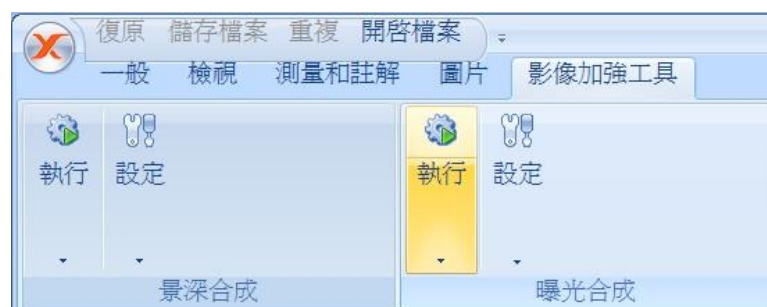 復原 儲存檔案 重複 開啓檔案
一般 檢視 測量和註解 圖片 影像加強工具
執行 設定 執行 設定
景深合成 曝光合成